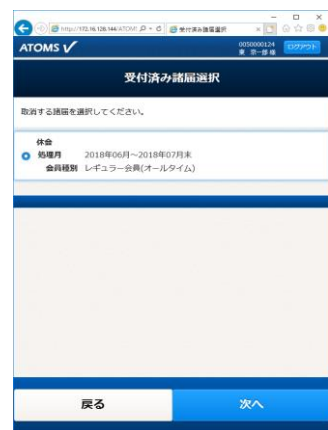 http://172.16.128.144/ATOM!
受付済み諸届選択
ATOMS
0050000124
東 宗一郎 様
ログアウト
受付済み諸届選択
取消する諸届を選択してください。
休会
処理月 2018年06月～2018年07月末
会員種別 レギュラー会員(オールタイム)
戻る
次へ